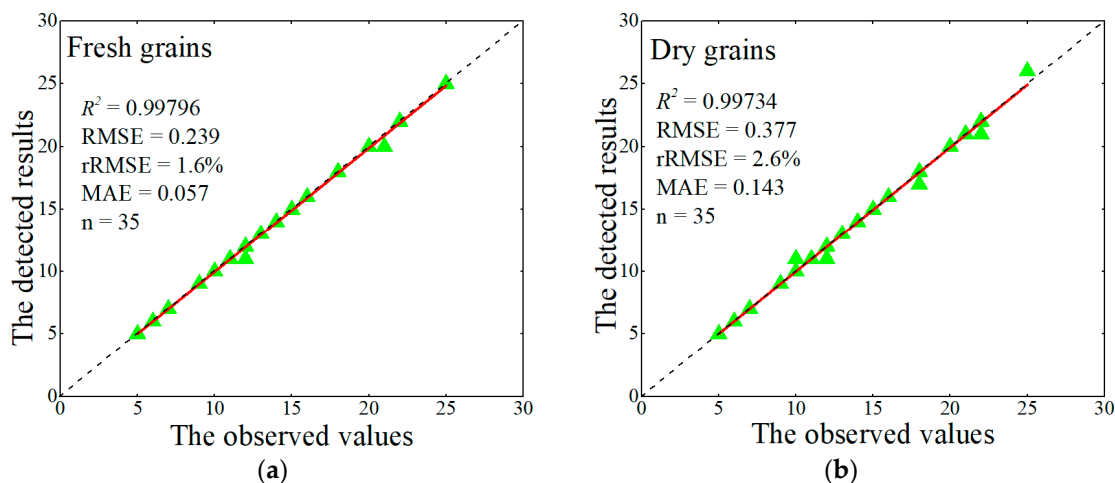 Fresh grains
R² = 0.99796
RMSE = 0.239
rRMSE = 1.6%
MAE = 0.057
n = 35
The detected results
30
25
20
15
10
5
0
0 5 10 15 20 25 30
The observed values
(a)
Dry grains
R² = 0.99734
RMSE = 0.377
rRMSE = 2.6%
MAE = 0.143
n = 35
The detected results
30
25
20
15
10
5
0
0 5 10 15 20 25 30
The observed values
(b)